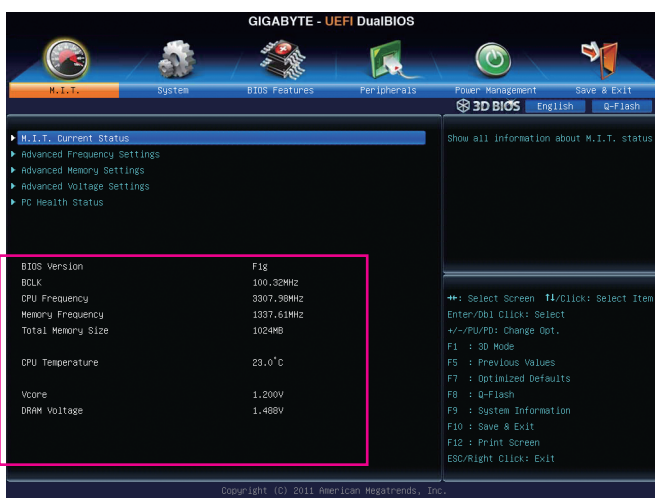 GIGABYTE - UEFI DualBIOS
M.I.T. System BIOS Features Peripherals Power Management Save & Exit
3D BIOS English Q-Flash
M.I.T. Current Status
Advanced Frequency Settings
Advanced Memory Settings
Advanced Voltage Settings
PC Health Status
Show all information about M.I.T. status
BIOS Version F1g
BCLK 100.32MHz
CPU Frequency 3307.98MHz
Memory Frequency 1337.61MHz
Total Memory Size 1024MB
CPU Temperature 23.0°C
Vcore 1.200V
DRAM Voltage 1.488V
→←: Select Screen ↑↓/Click: Select Item
Enter/Dbl Click: Select
+/-/PU/PD: Change Opt.
F1 : 3D Mode
F5 : Previous Values
F7 : Optimized Defaults
F8 : Q-Flash
F9 : System Information
F10 : Save & Exit
F12 : Print Screen
ESC/Right Click: Exit
Copyright (C) 2011 American Megatrends, Inc.